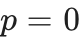 p = 0